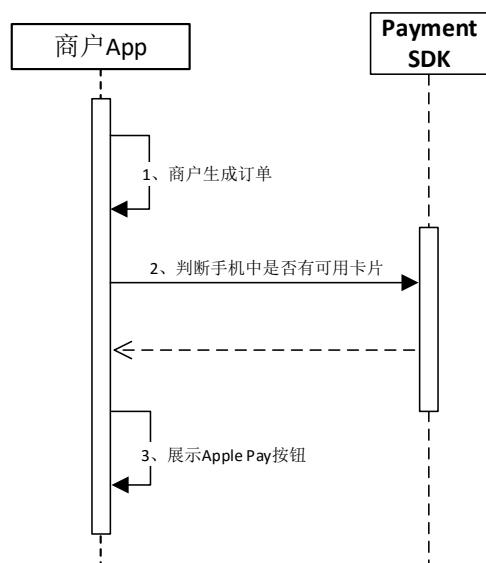 商户App
Payment
SDK
1、商户生成订单
2、判断手机中是否有可用卡片
3、展示Apple Pay按钮